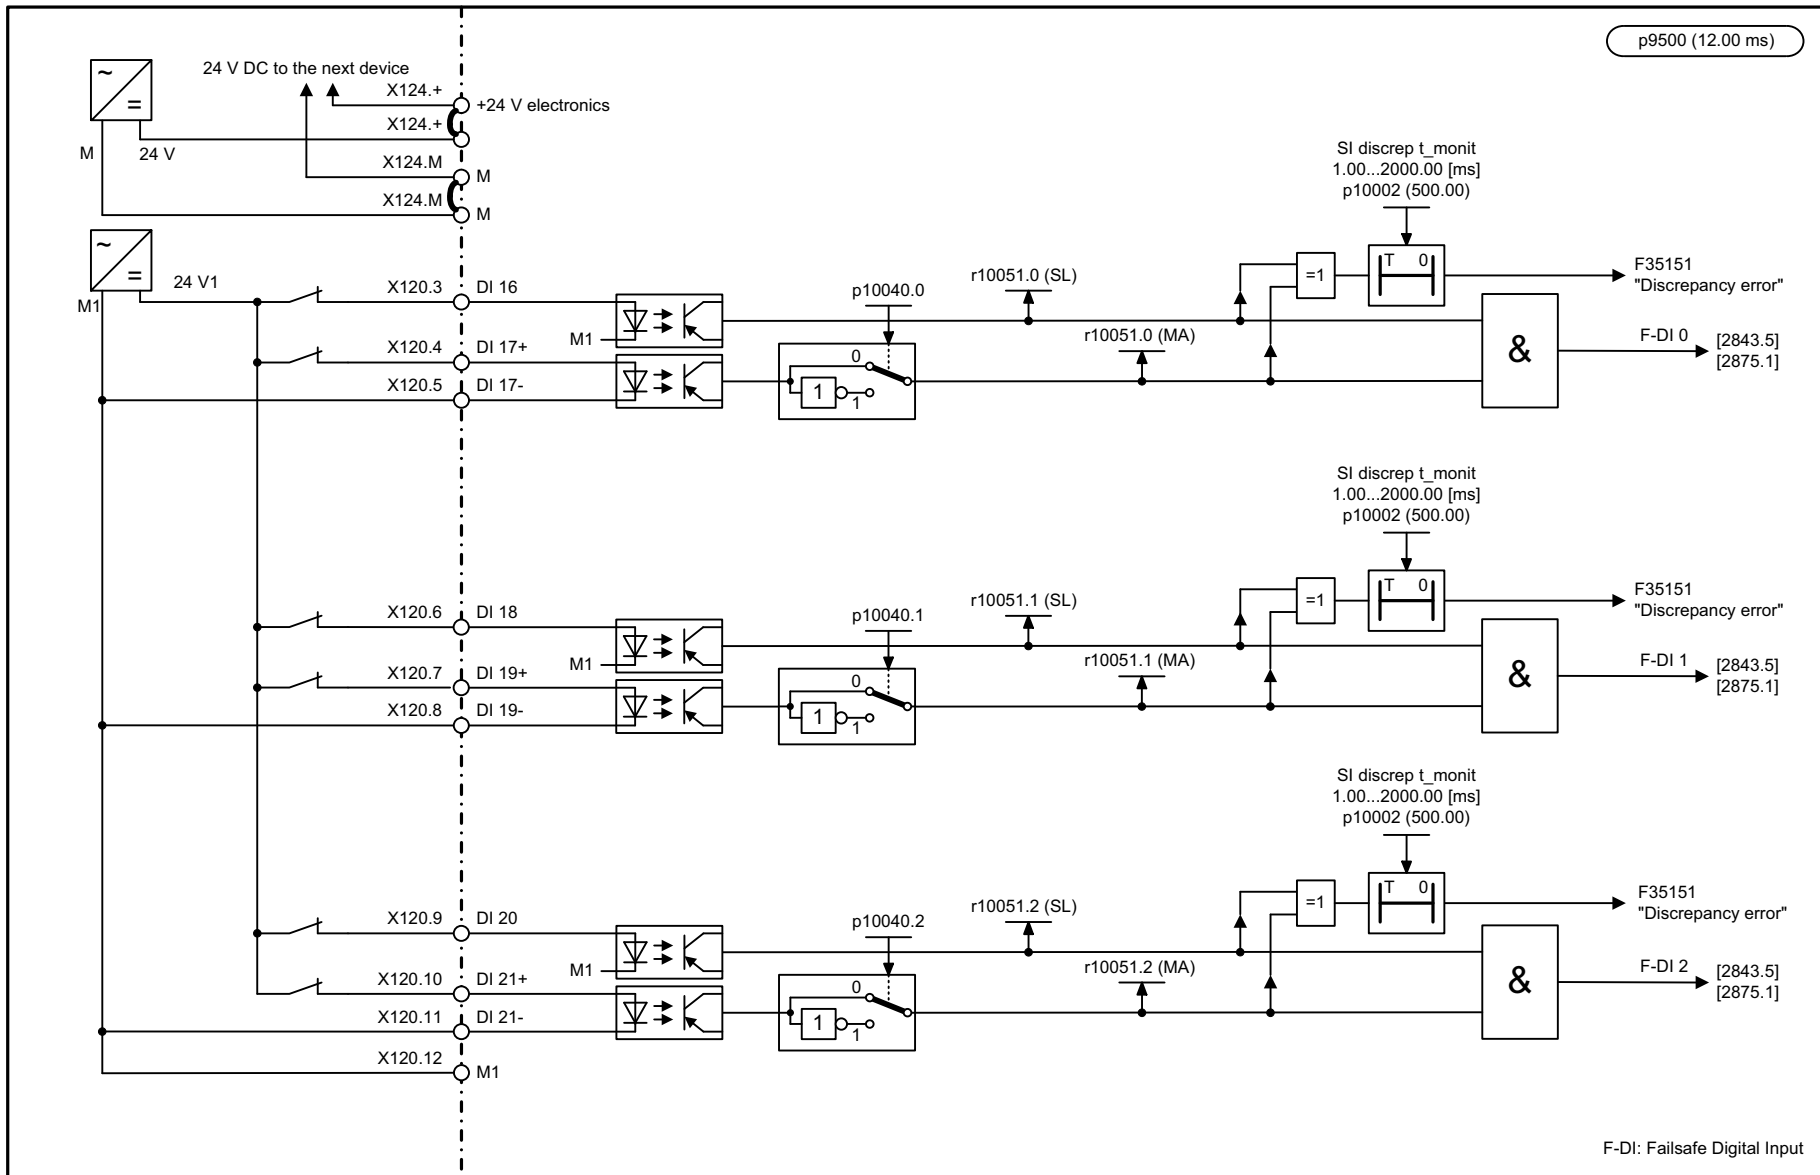 p9500 (12.00 ms)
24 V DC to the next device
~
=
X124.+
+24 V electronics
X124.+
M
24 V
X124.M
M
X124.M
M
SI discrep t_monit
1.00...2000.00 [ms]
p10002 (500.00)
~
=
24 V1
M1
X120.3
DI 16
M1
p10040.0
r10051.0 (SL)
=1
T
0
F35151
"Discrepancy error"
X120.4
DI 17+
X120.5
DI 17-
0
1
1
r10051.0 (MA)
&
F-DI 0
[2843.5]
[2875.1]
SI discrep t_monit
1.00...2000.00 [ms]
p10002 (500.00)
X120.6
DI 18
M1
p10040.1
r10051.1 (SL)
=1
T
0
F35151
"Discrepancy error"
X120.7
DI 19+
X120.8
DI 19-
0
1
1
r10051.1 (MA)
&
F-DI 1
[2843.5]
[2875.1]
SI discrep t_monit
1.00...2000.00 [ms]
p10002 (500.00)
X120.9
DI 20
M1
p10040.2
r10051.2 (SL)
=1
T
0
F35151
"Discrepancy error"
X120.10
DI 21+
X120.11
DI 21-
0
1
1
r10051.2 (MA)
&
F-DI 2
[2843.5]
[2875.1]
X120.12
M1
F-DI: Failsafe Digital Input